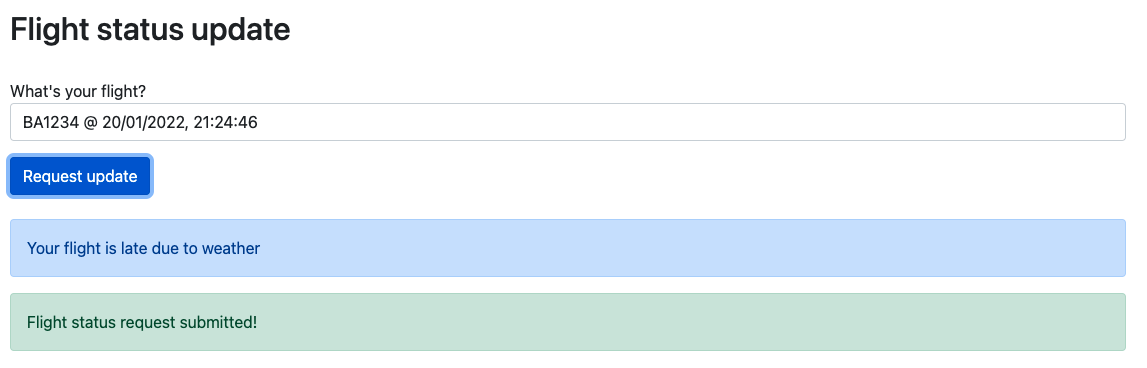 Flight status update
What's your flight?
BA1234 @ 20/01/2022, 21:24:46
Request update
Your flight is late due to weather
Flight status request submitted!